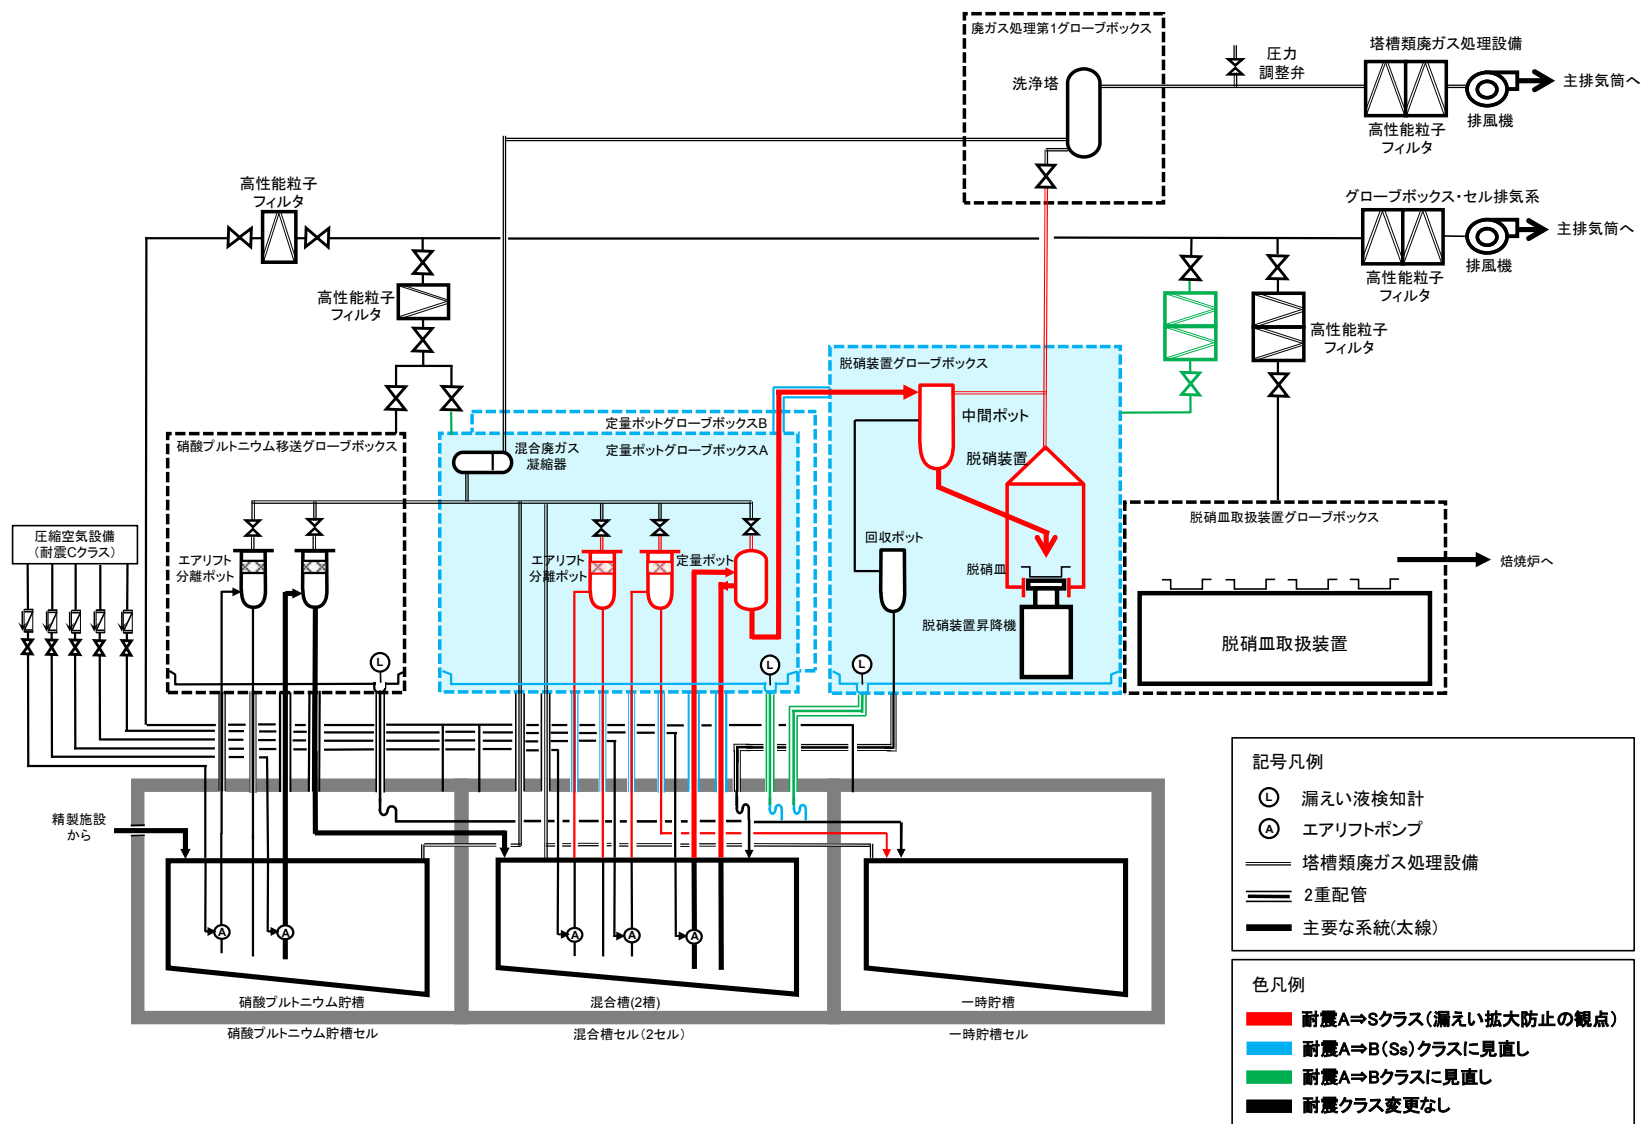 廃ガス処理第1グローブボックス
洗浄塔
圧力
調整弁
塔槽類廃ガス処理設備
主排気筒へ
高性能粒子
フィルタ
排風機
高性能粒子
フィルタ
グローブボックス・セル排気系
主排気筒へ
高性能粒子
フィルタ
排風機
高性能粒子
フィルタ
高性能粒子
フィルタ
脱硝装置グローブボックス
中間ポット
脱硝装置
回収ポット
脱硝皿
脱硝装置昇降機
L
定量ポットグローブボックスB
定量ポットグローブボックスA
混合廃ガス
凝縮器
エアリフト
分離ポット
定量ポット
L
硝酸プルトニウム移送グローブボックス
エアリフト
分離ポット
L
圧縮空気設備
(耐震Cクラス)
脱硝皿取扱装置グローブボックス
焙焼炉へ
脱硝皿取扱装置
精製施設
から
A
A
A
A
A
硝酸プルトニウム貯槽
混合槽(2槽)
一時貯槽
硝酸プルトニウム貯槽セル
混合槽セル(2セル)
一時貯槽セル
記号凡例
L 漏えい液検知計
A エアリフトポンプ
塔槽類廃ガス処理設備
2重配管
主要な系統(太線)
色凡例
耐震A⇒Sクラス(漏えい拡大防止の観点)
耐震A⇒B(Ss)クラスに見直し
耐震A⇒Bクラスに見直し
耐震クラス変更なし